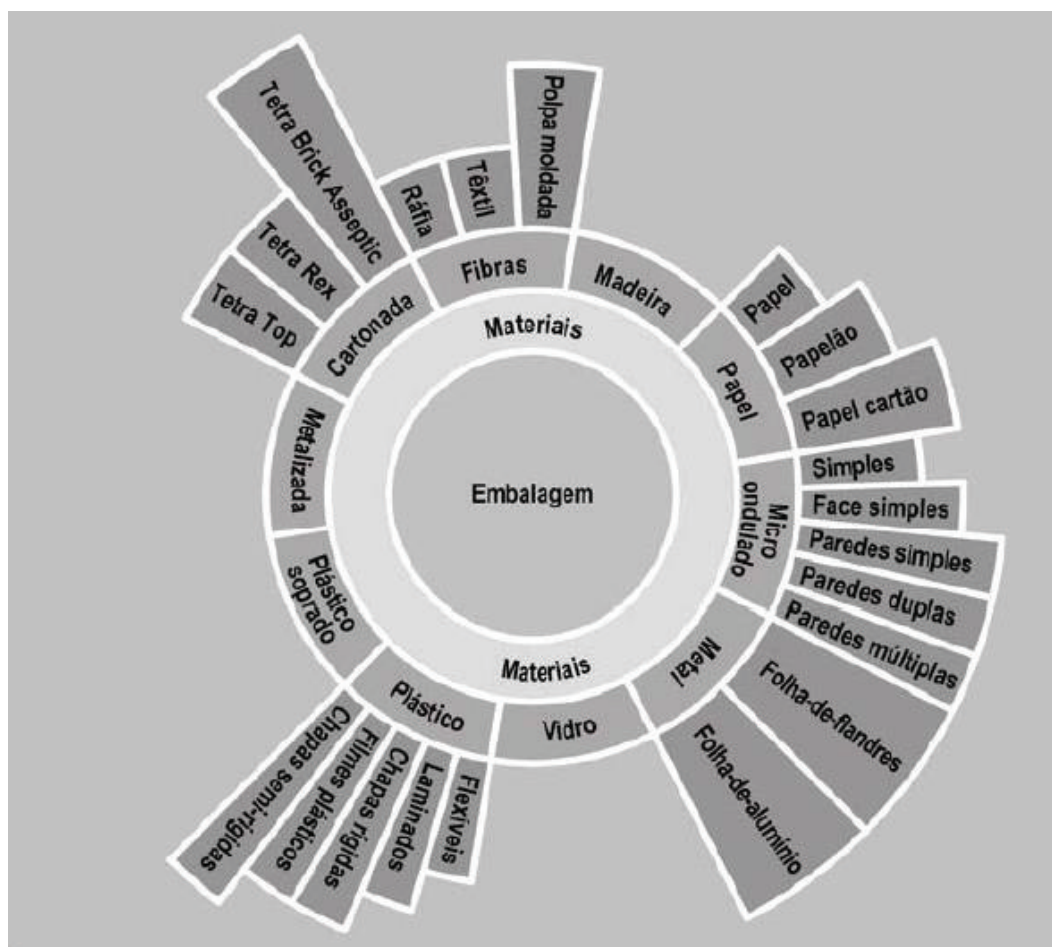 Embalagem
Materiais
Materiais
Fibras
Ráfia
Têxtil
Polpa moldada
Madeira
Papel
Papel
Papelão
Papel cartão
Micro
ondulado
Simples
Face simples
Paredes simples
Paredes duplas
Paredes múltiplas
Metal
Folha-de-flandres
Folha-de-alumínio
Vidro
Plástico
Flexíveis
Laminados
Chapas rígidas
Filmes plásticos
Chapas semi-rígidas
Plástico
soprado
Metalizada
Cartonada
Tetra Top
Tetra Rex
Tetra Brick Asseptic